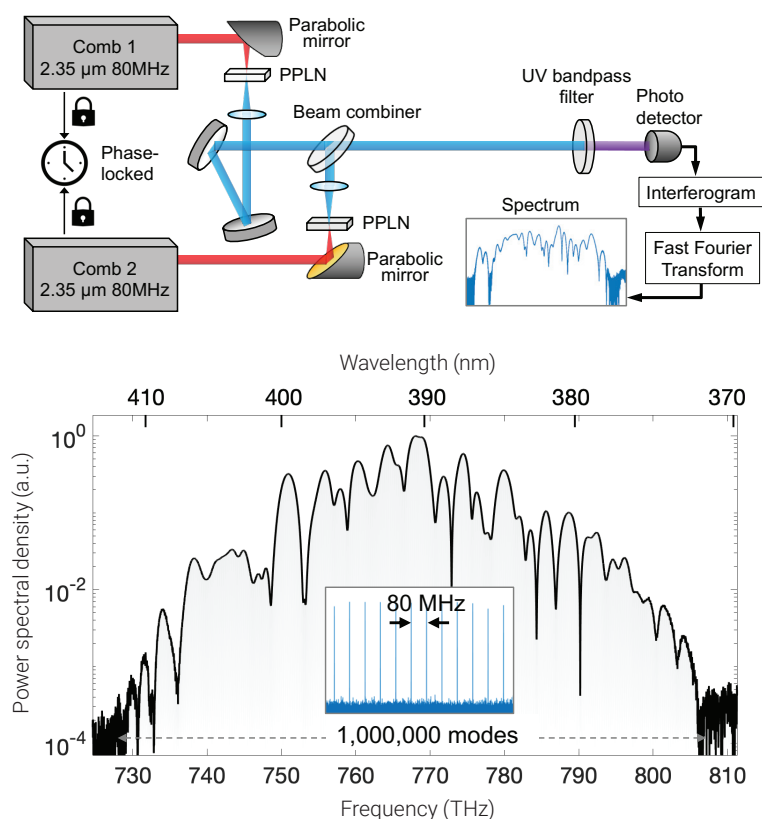 Comb 1
2.35 µm 80MHz
Parabolic
mirror
PPLN
Beam combiner
UV bandpass
filter
Photo
detector
Phase-
locked
Interferogram
Spectrum
PPLN
Fast Fourier
Transform
Comb 2
2.35 µm 80MHz
Parabolic
mirror
Wavelength (nm)
410 400 390 380 370
Power spectral density (a.u.)
10⁰
10⁻²
10⁻⁴
80 MHz
1,000,000 modes
730 740 750 760 770 780 790 800 810
Frequency (THz)